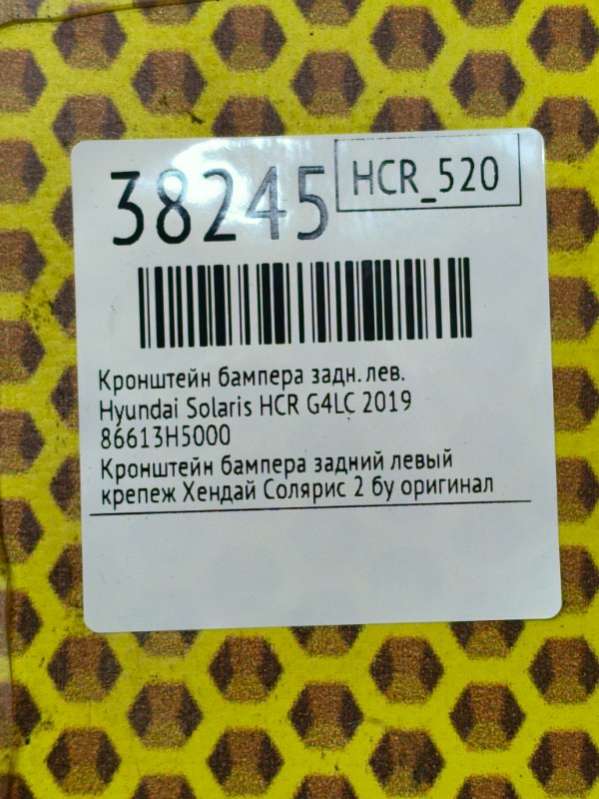 38245
HCR_520
Кронштейн бампера задн. лев.
Hyundai Solaris HCR G4LC 2019
86613H5000
Кронштейн бампера задний левый
крепеж Хендай Солярис 2 бу оригинал